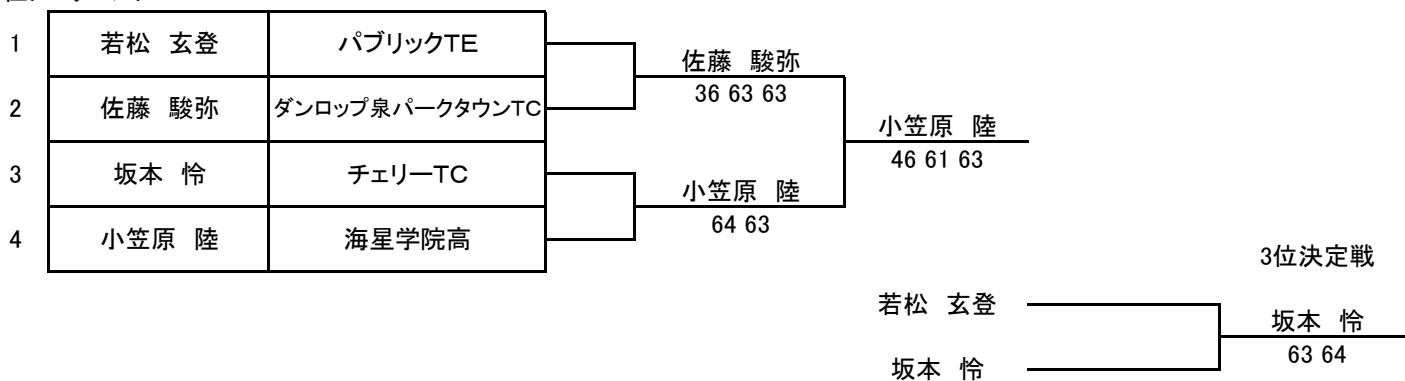 1 若松 玄登 パブリックTE
佐藤 駿弥
36 63 63
2 佐藤 駿弥 ダンロップ泉パークタウンTC
小笠原 陸
46 61 63
3 坂本 怜 チェリーTC
小笠原 陸
64 63
4 小笠原 陸 海星学院高
3位決定戦
若松 玄登
坂本 怜
63 64
坂本 怜